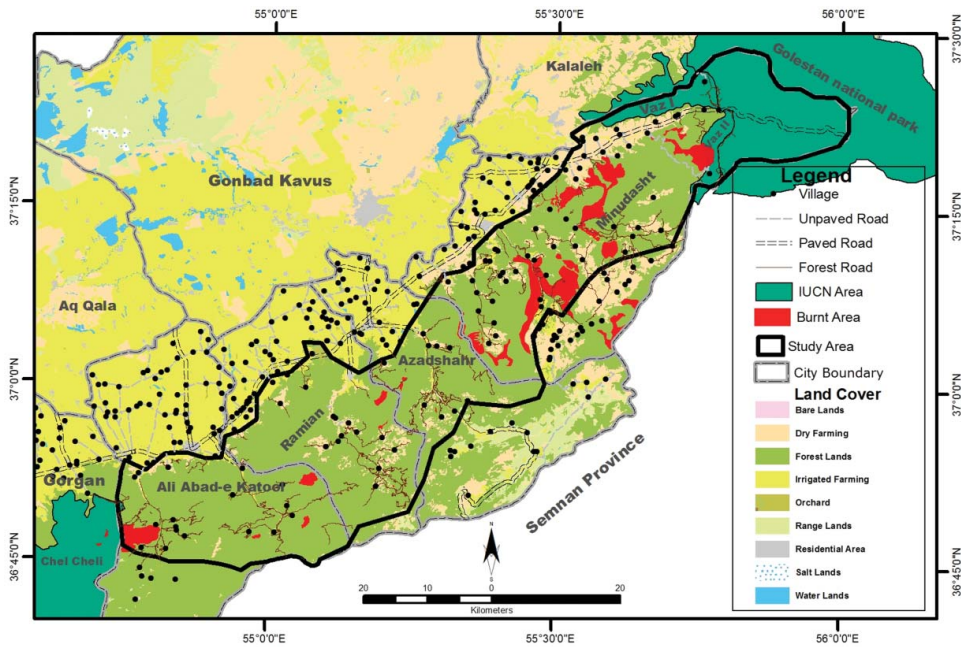 55°0'0"E
55°30'0"E
56°0'0"E
37°30'0"N
37°15'0"N
37°0'0"N
36°45'0"N
37°15'0"N
37°0'0"N
36°45'0"N
55°0'0"E
55°30'0"E
56°0'0"E
Kalaleh
Golestan national park
Vaz I
Vaz II
Gonbad Kavus
Minudasht
Aq Qala
Azadshahr
Ramian
Gorgan
Ali Abad-e Katool
Semnan Province
Chel Cheli
N
S
20
10
0
20
Kilometers
Legend
Village
Unpaved Road
Paved Road
Forest Road
IUCN Area
Burnt Area
Study Area
City Boundary
Land Cover
Bare Lands
Dry Farming
Forest Lands
Irrigated Farming
Orchard
Range Lands
Residential Area
Salt Lands
Water Lands